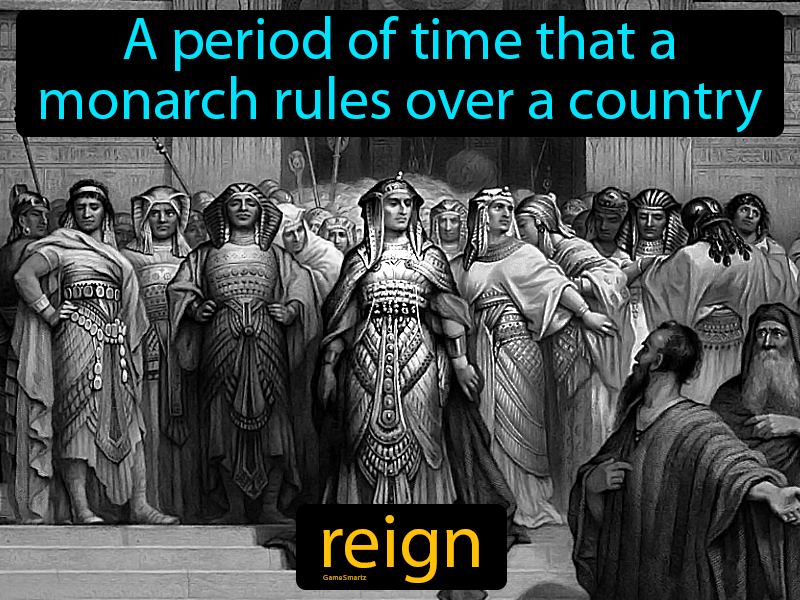 A period of time that a
monarch rules over a country
reign
GameSmartz